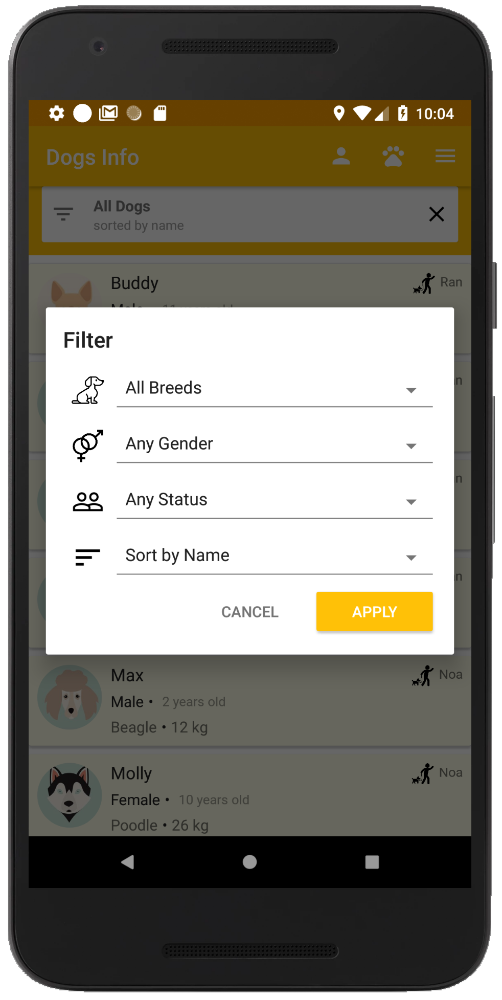 10:04
Dogs Info
All Dogs
sorted by name
Buddy
Ran
Filter
All Breeds
Any Gender
Any Status
Sort by Name
CANCEL
APPLY
Max
Noa
Male • 2 years old
Beagle • 12 kg
Molly
Noa
Female • 10 years old
Poodle • 26 kg